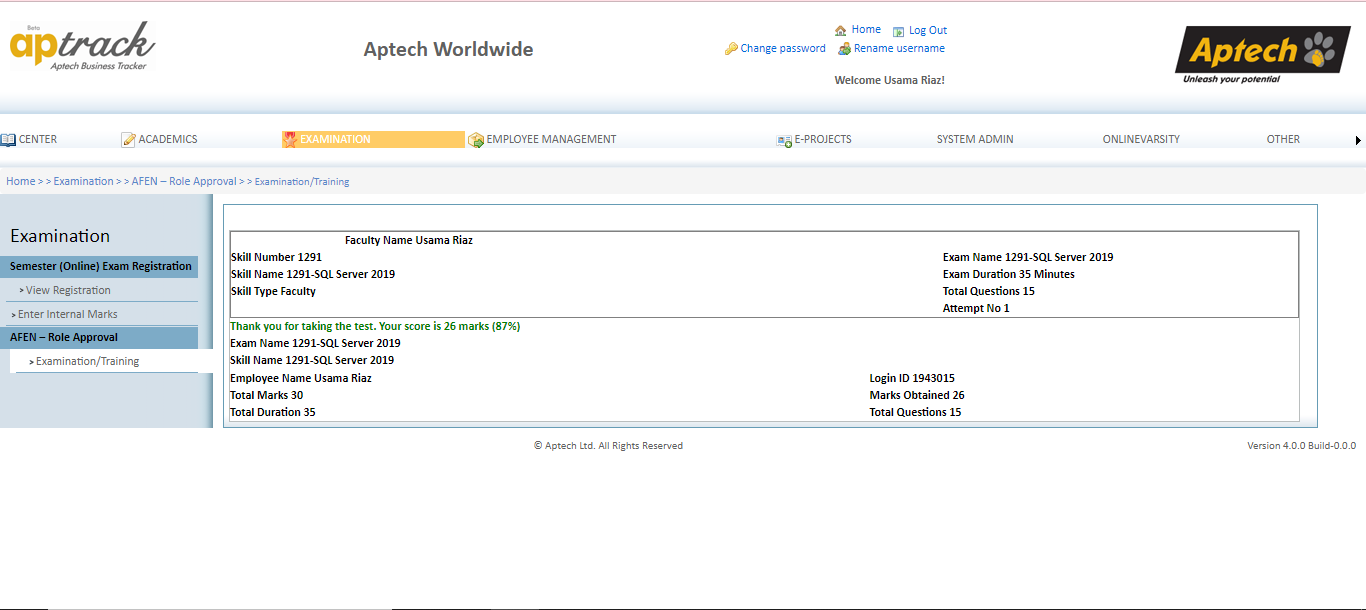 Beta
aptrack
Aptech Business Tracker
Aptech Worldwide
Home Log Out
Change password Rename username
Welcome Usama Riaz!
Aptech
Unleash your potential
CENTER ACADEMICS EXAMINATION EMPLOYEE MANAGEMENT E-PROJECTS SYSTEM ADMIN ONLINEVARSITY OTHER
Home > > Examination > > AFEN – Role Approval > > Examination/Training
Examination
Semester (Online) Exam Registration
> View Registration
> Enter Internal Marks
AFEN – Role Approval
> Examination/Training
Faculty Name Usama Riaz
Skill Number 1291 Exam Name 1291-SQL Server 2019
Skill Name 1291-SQL Server 2019 Exam Duration 35 Minutes
Skill Type Faculty Total Questions 15
Attempt No 1
Thank you for taking the test. Your score is 26 marks (87%)
Exam Name 1291-SQL Server 2019
Skill Name 1291-SQL Server 2019
Employee Name Usama Riaz Login ID 1943015
Total Marks 30 Marks Obtained 26
Total Duration 35 Total Questions 15
© Aptech Ltd. All Rights Reserved Version 4.0.0 Build-0.0.0